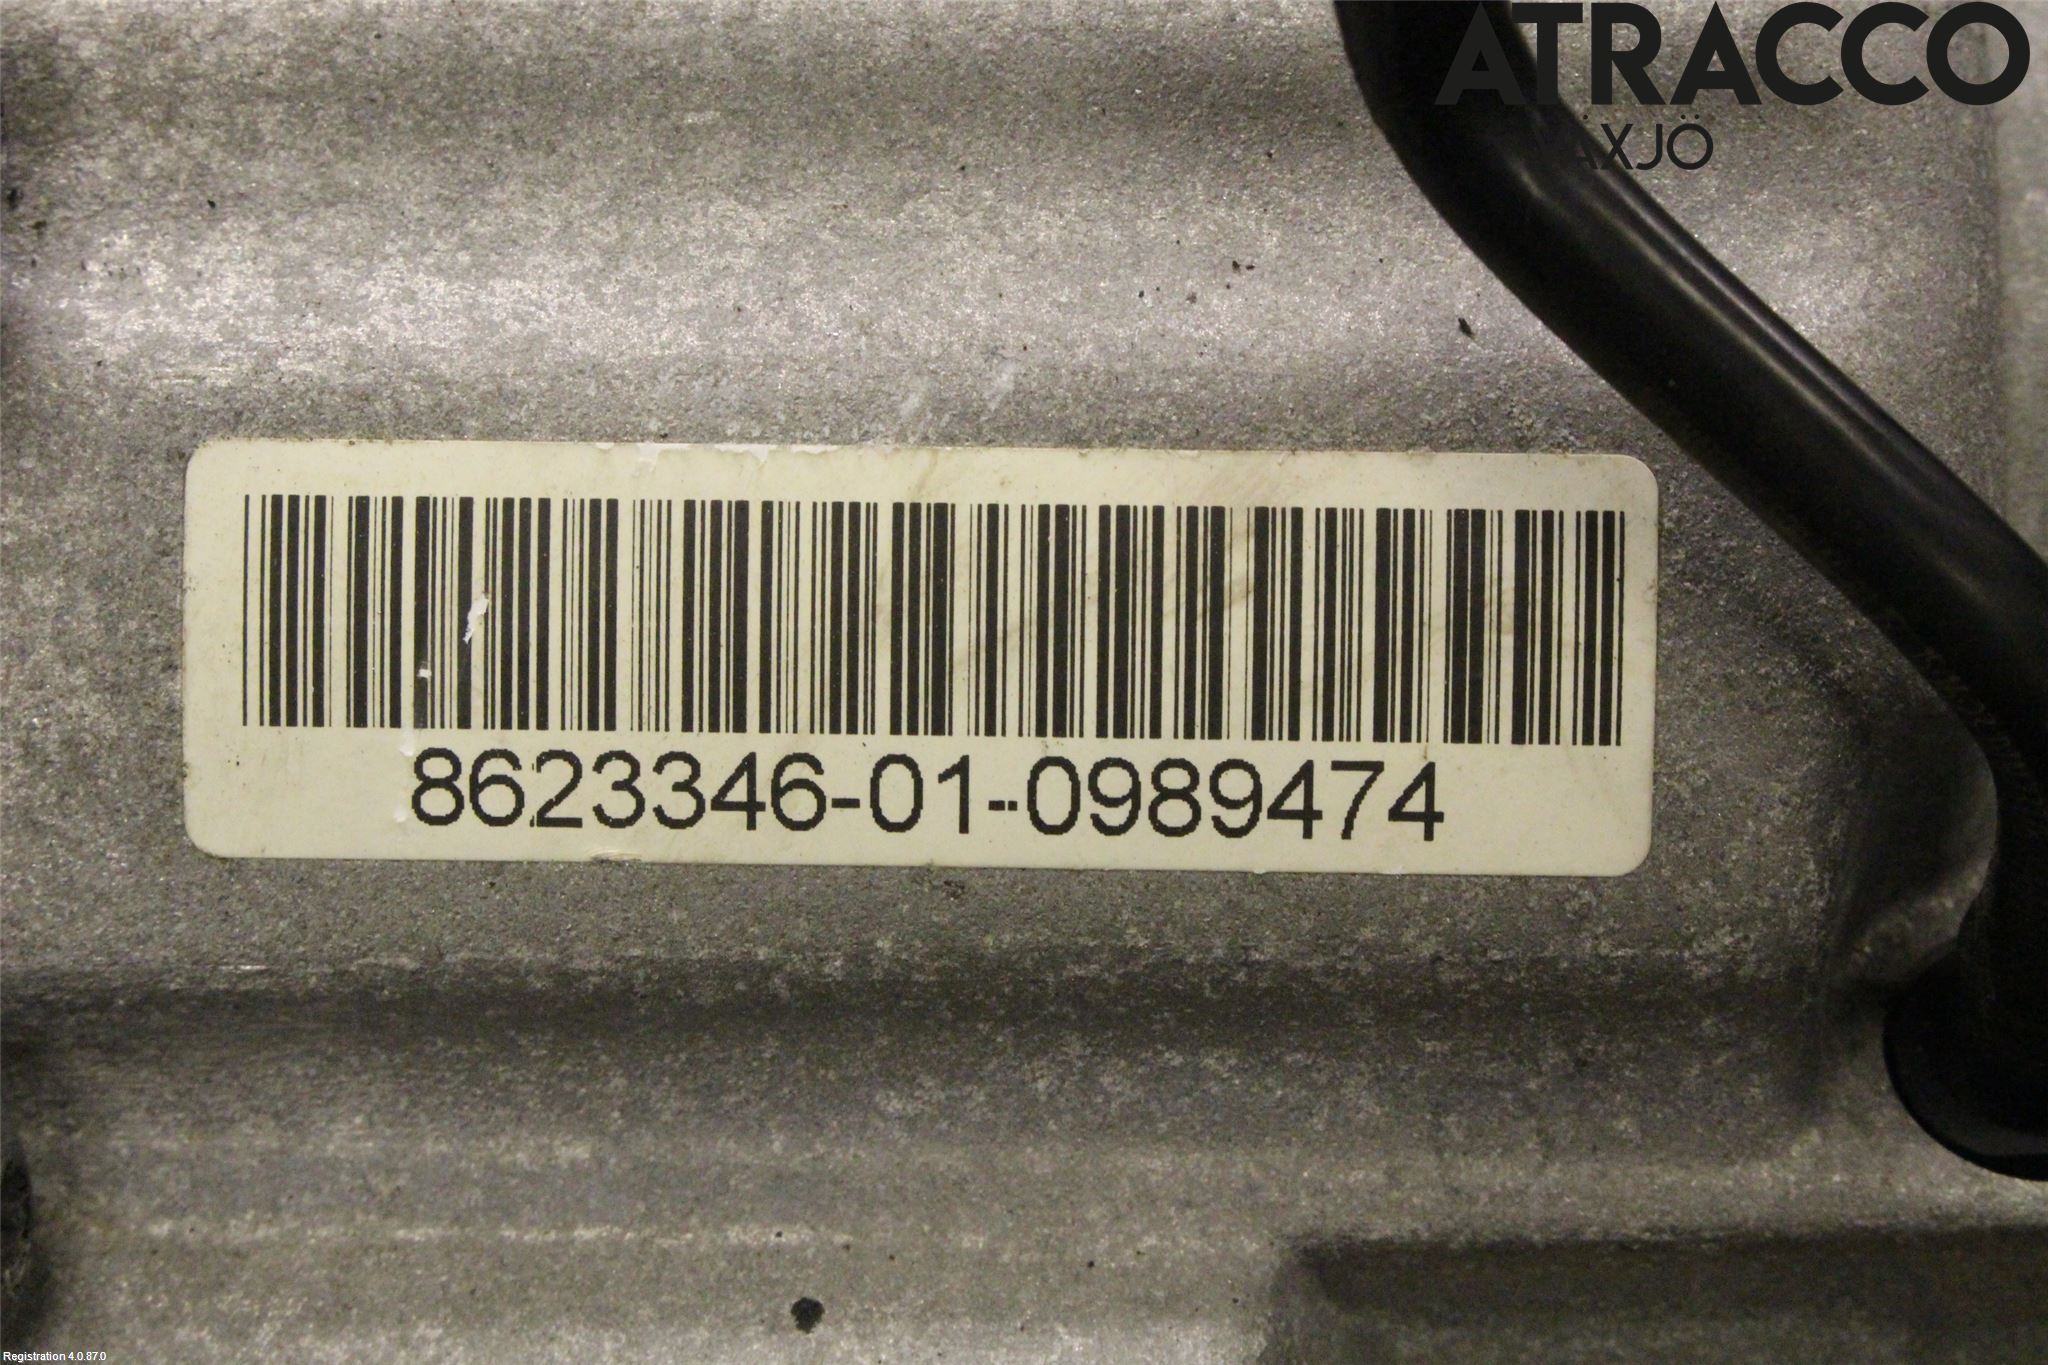 ATRACCO
VÄXJÖ
8623346-01-0989474
Registration 4.0.87.0